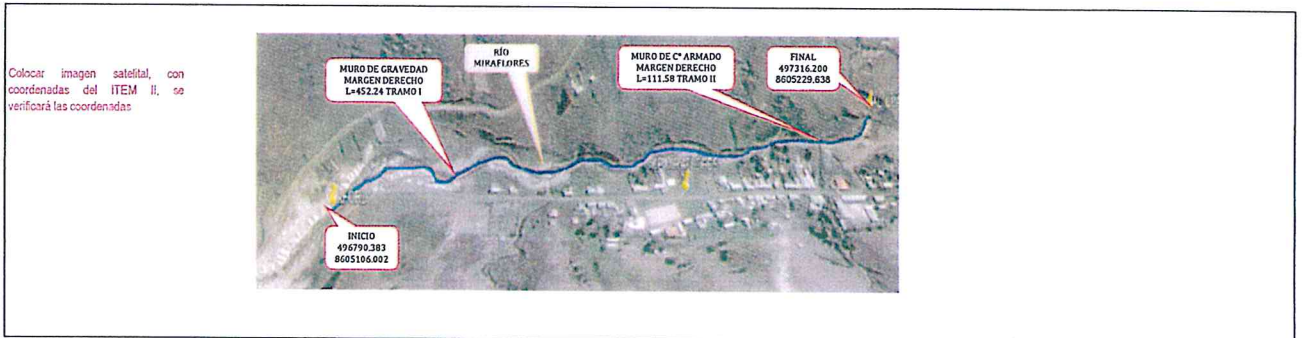 Colocar imagen satelital, con
coordenadas del ITEM II, se
verificará las coordenadas
MURO DE GRAVEDAD
MARGEN DERECHO
L=452.24 TRAMO I
RÍO
MIRAFLORES
MURO DE C° ARMADO
MARGEN DERECHO
L=111.58 TRAMO II
FINAL
497316.200
8605229.638
INICIO
496790.383
8605106.002